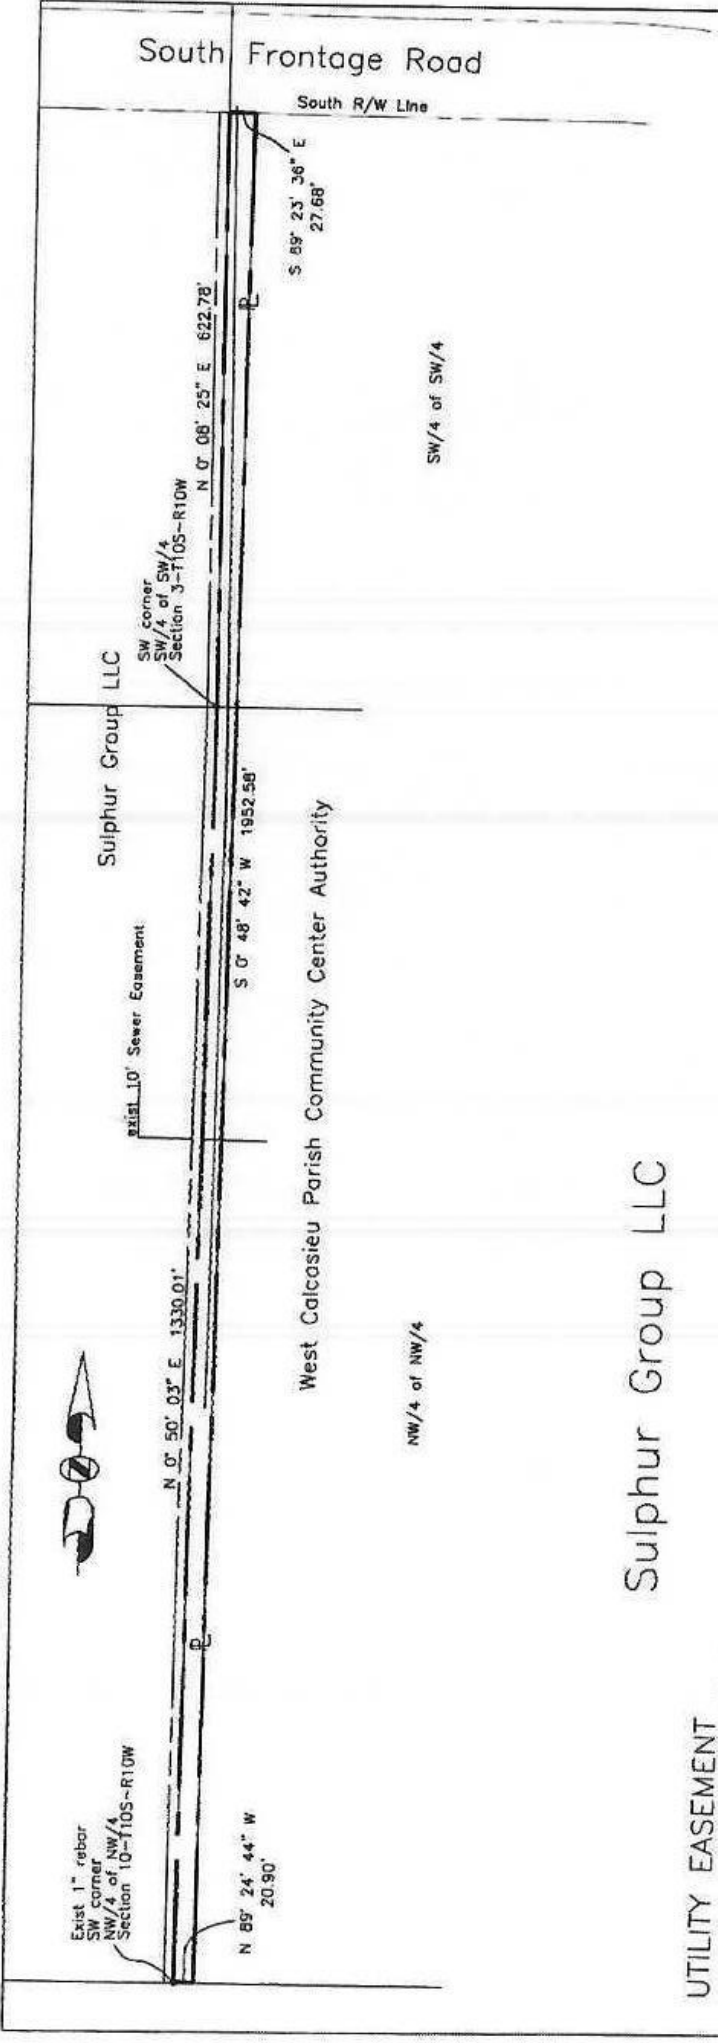 South Frontage Road
South R/W Line
S 89° 23' 36" E
27.68'
N 0° 08' 25" E 622.78'
SW/4 of SW/4
SW corner
SW/4 of SW/4
Section 3-T10S-R10W
Sulphur Group LLC
S 0° 48' 42" W 1952.58'
exist 10' Sewer Easement
West Calcasieu Parish Community Center Authority
N 0° 50' 03" E 1330.01'
NW/4 of NW/4
Exist 1" rebar
SW corner
NW/4 of NW/4
Section 10-T10S-R10W
N 89° 24' 44" W
20.90'
Sulphur Group LLC
UTILITY EASEMENT